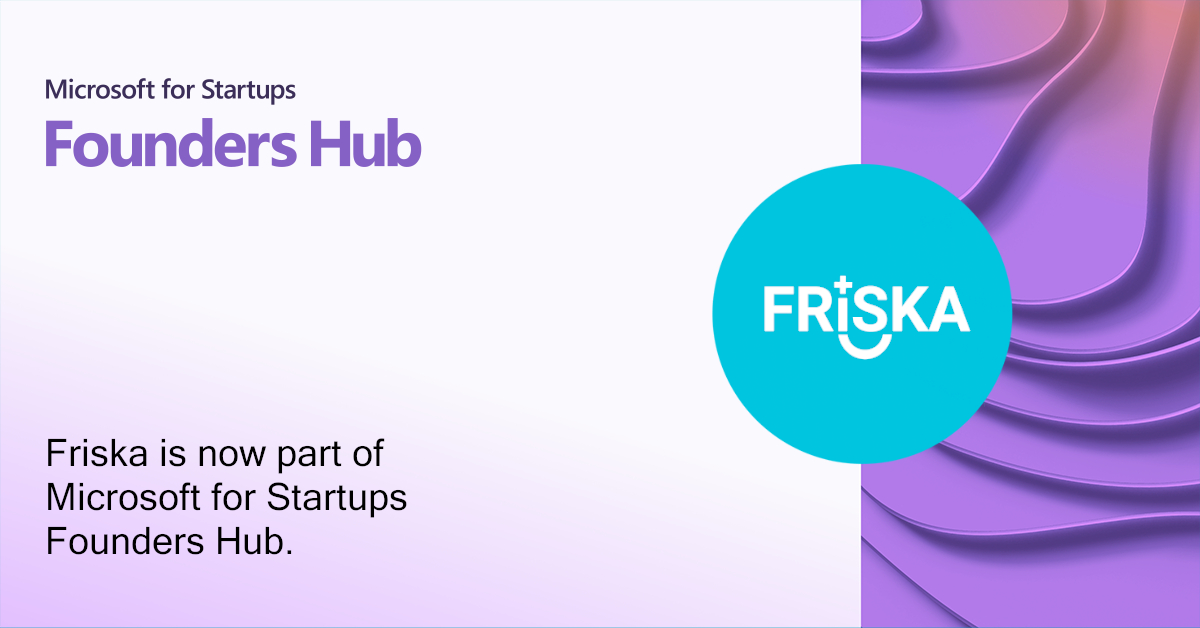 Microsoft for Startups
Founders Hub
FRiSKA
Friska is now part of
Microsoft for Startups
Founders Hub.